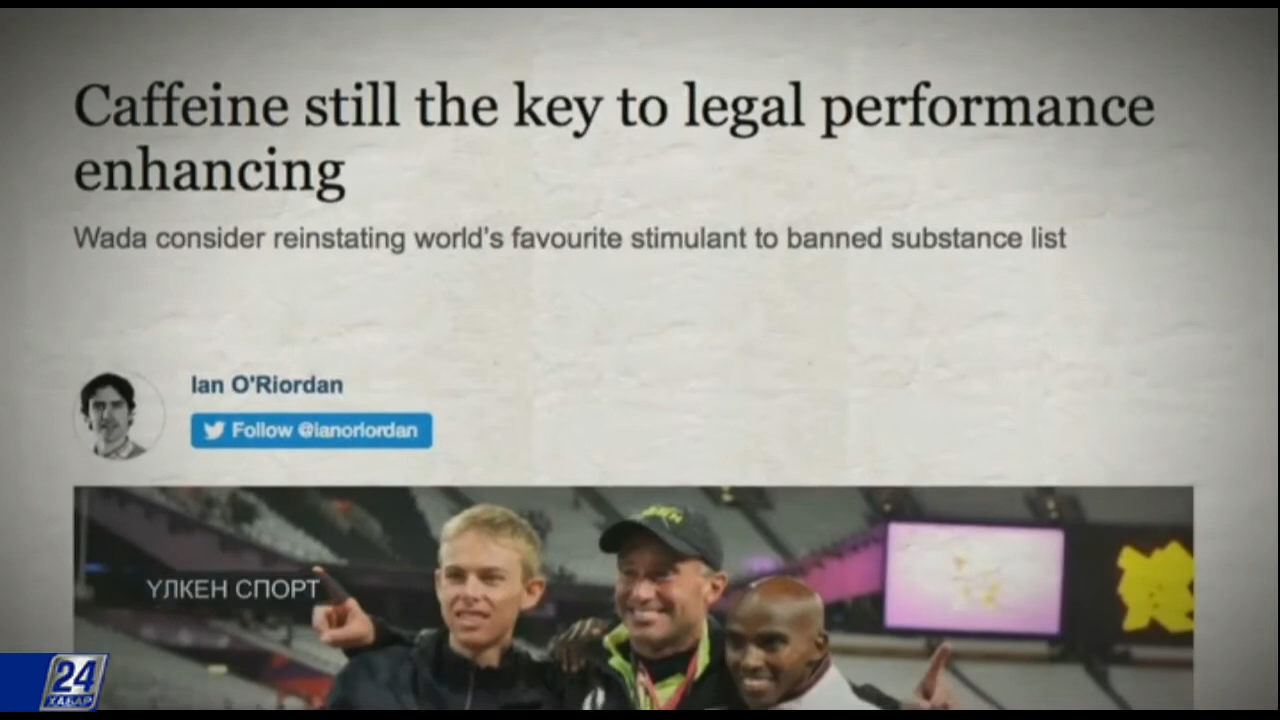 Caffeine still the key to legal performance
enhancing
Wada consider reinstating world's favourite stimulant to banned substance list
Ian O'Riordan
Follow @ianoriordan
ҮЛКЕН СПОРТ
24
ХАБАР